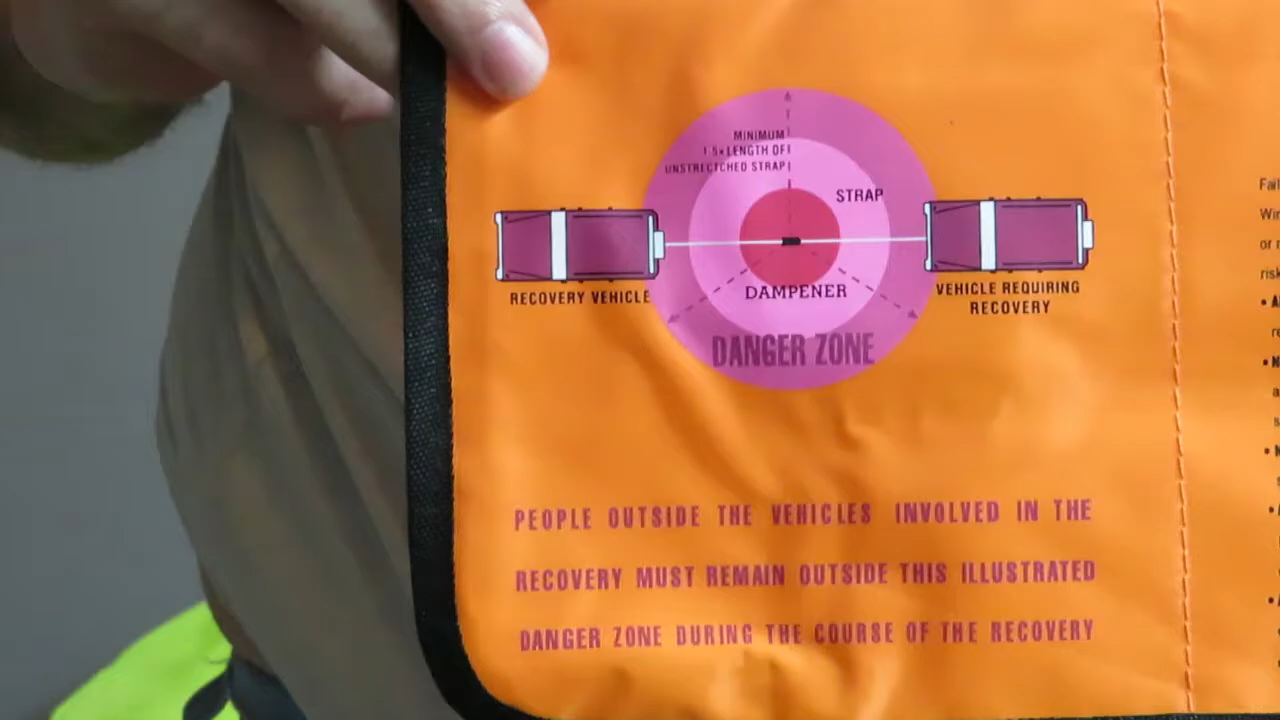 MINIMUM
1.5×LENGTH OF
UNSTRECTCHED STRAP
STRAP
DAMPENER
RECOVERY VEHICLE
VEHICLE REQUIRING
RECOVERY
DANGER ZONE
PEOPLE OUTSIDE THE VEHICLES INVOLVED IN THE
RECOVERY MUST REMAIN OUTSIDE THIS ILLUSTRATED
DANGER ZONE DURING THE COURSE OF THE RECOVERY